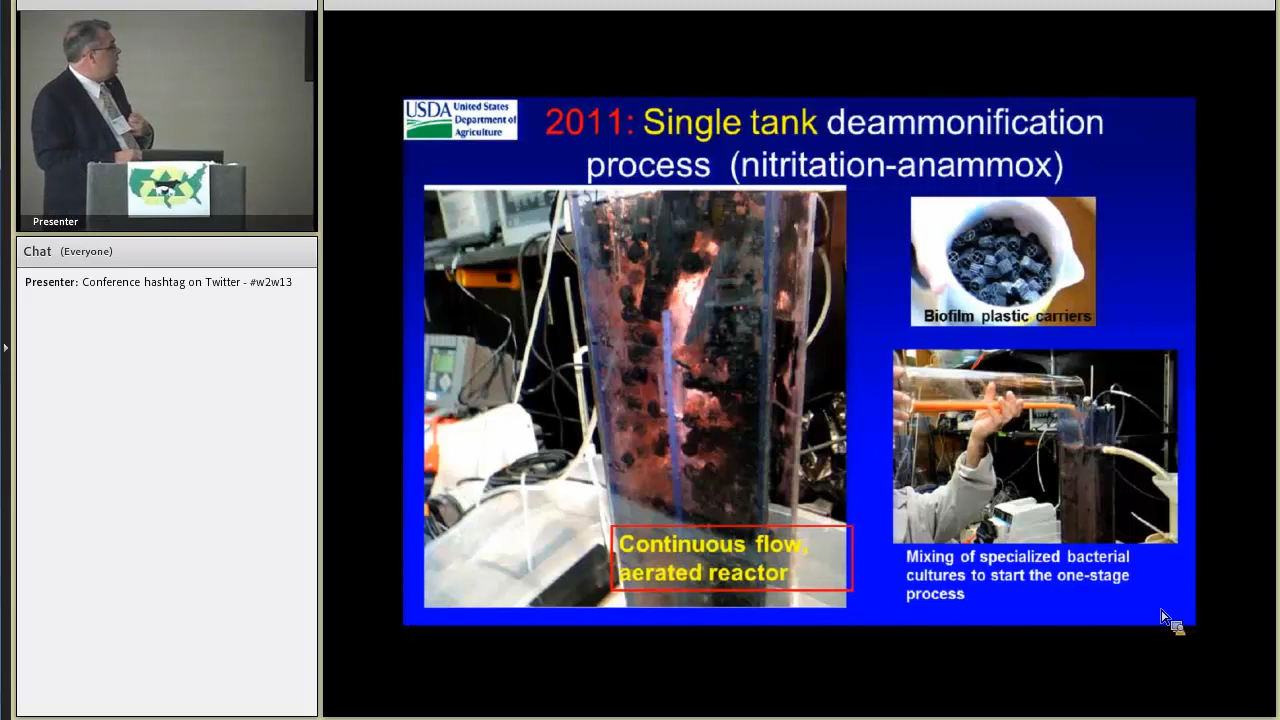 Presenter
Chat (Everyone)
Presenter: Conference hashtag on Twitter - #w2w13
USDA
United States
Department of
Agriculture
2011: Single tank deammonification
process (nitritation-anammox)
Biofilm plastic carriers
Continuous flow,
aerated reactor
Mixing of specialized bacterial
cultures to start the one-stage
process